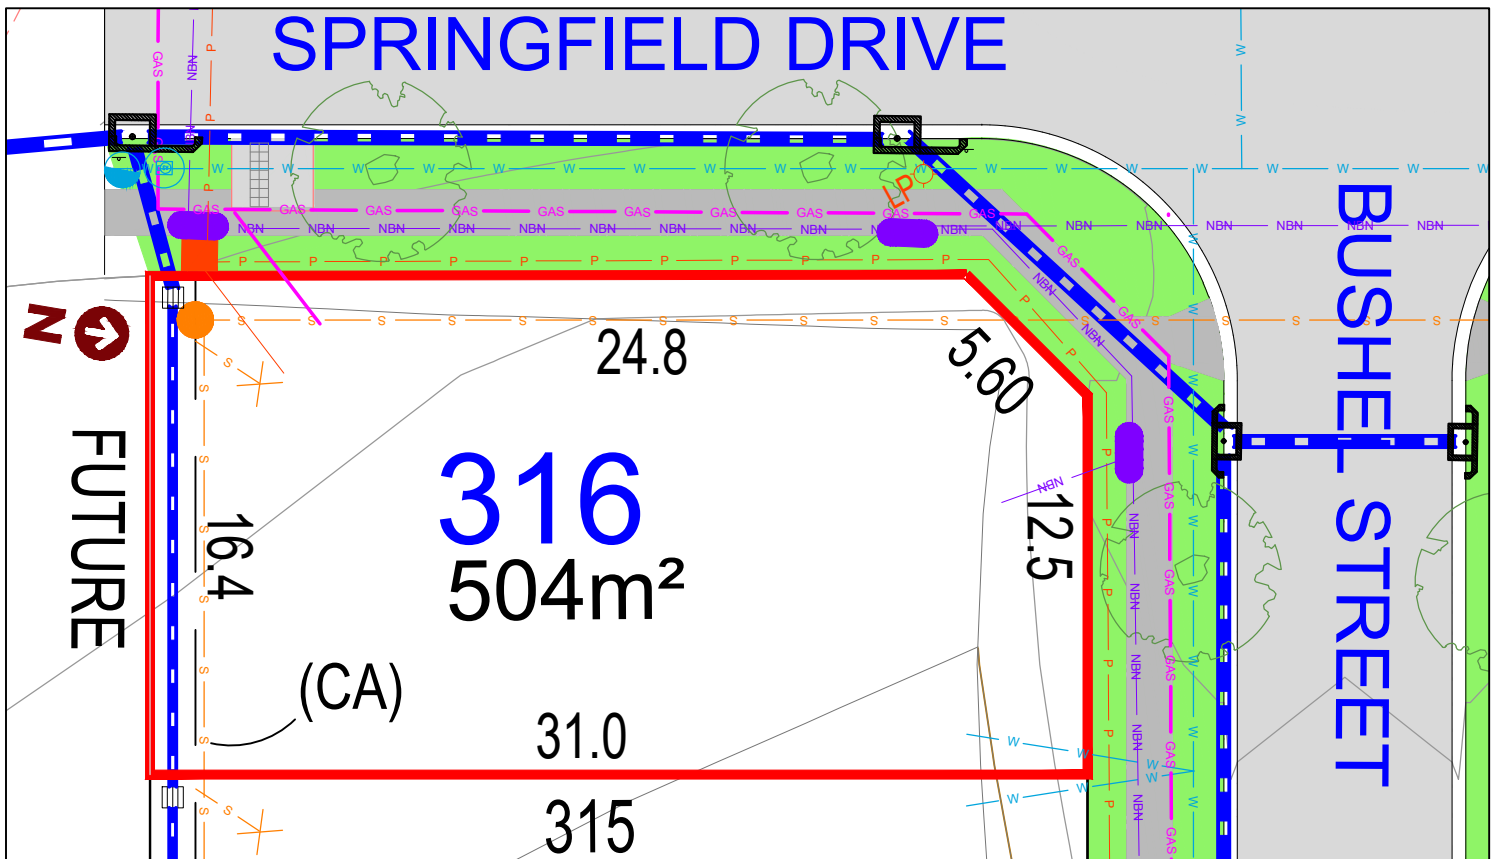 SPRINGFIELD DRIVE
BUSHEL STREET
LP
N
FUTURE
24.8
5.60
12.5
16.4
316
504m²
(CA)
31.0
315
GAS
NBN
P
W
S